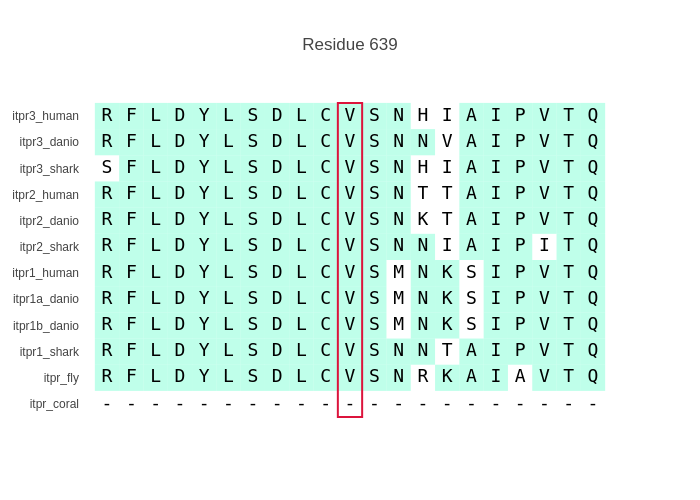 Residue 639
itpr3_human R F L D Y L S D L C V S N H I A I P V T Q
itpr3_danio R F L D Y L S D L C V S N N V A I P V T Q
itpr3_shark S F L D Y L S D L C V S N H I A I P V T Q
itpr2_human R F L D Y L S D L C V S N T T A I P V T Q
itpr2_danio R F L D Y L S D L C V S N K T A I P V T Q
itpr2_shark R F L D Y L S D L C V S N N I A I P I T Q
itpr1_human R F L D Y L S D L C V S M N K S I P V T Q
itpr1a_danio R F L D Y L S D L C V S M N K S I P V T Q
itpr1b_danio R F L D Y L S D L C V S M N K S I P V T Q
itpr1_shark R F L D Y L S D L C V S N N T A I P V T Q
itpr_fly R F L D Y L S D L C V S N R K A I A V T Q
itpr_coral - - - - - - - - - - - - - - - - - - - - -